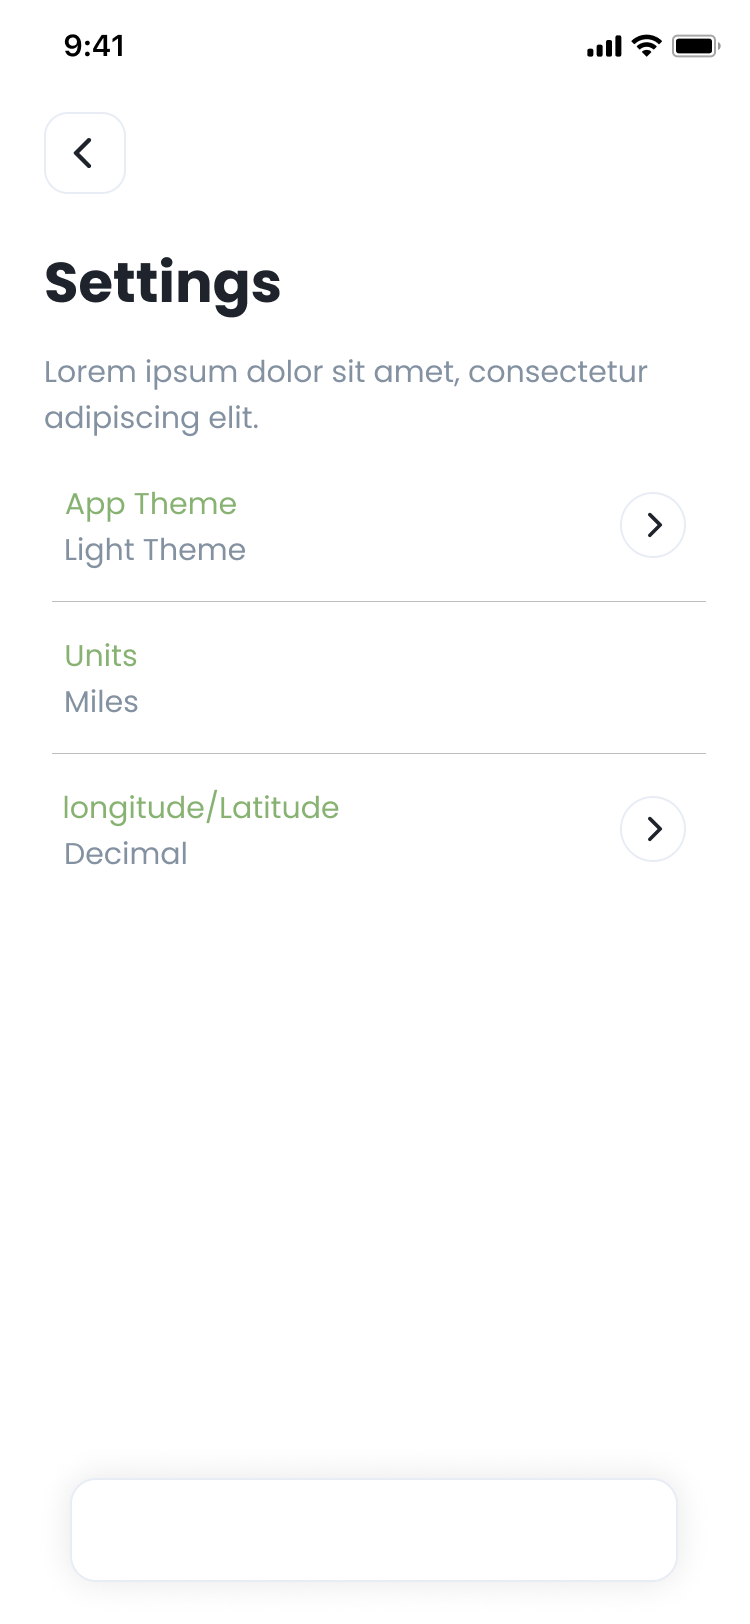 9:41
Settings
Lorem ipsum dolor sit amet, consectetur
adipiscing elit.
App Theme
Light Theme
Units
Miles
longitude/Latitude
Decimal